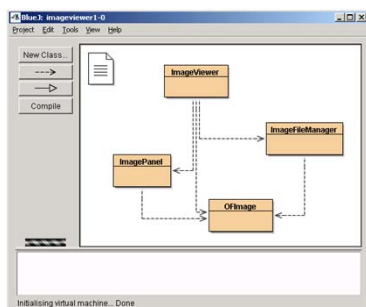 BlueJ: imageviewer1-0
Project Edit Tools View Help
New Class...
Compile
ImageViewer
ImageFileManager
ImagePanel
OFImage
Initialising virtual machine... Done